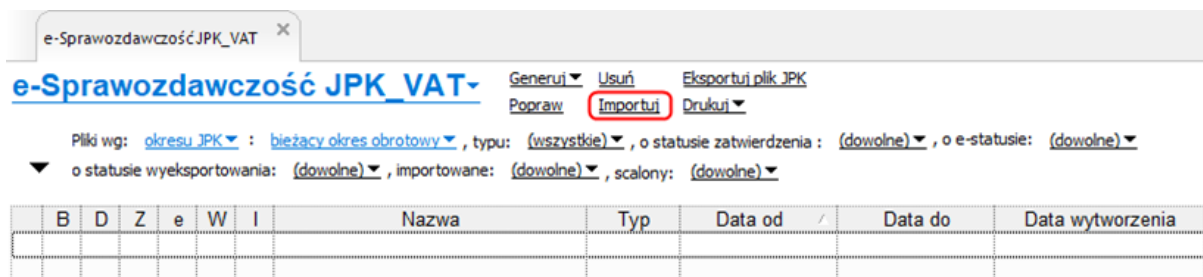 e-SprawozdawczośćJPK_VAT ×
e-Sprawozdawczość JPK_VAT Generuj Usuń Eksportuj plik JPK
Popraw Importuj Drukuj
Pliki wg: okresu JPK : bieżący okres obrotowy , typu: (wszystkie) , o statusie zatwierdzenia : (dowolne) , o e-statusie: (dowolne)
o statusie wyeksportowania: (dowolne) , importowane: (dowolne) , scalony: (dowolne)
B D Z e W I Nazwa Typ Data od Data do Data wytworzenia